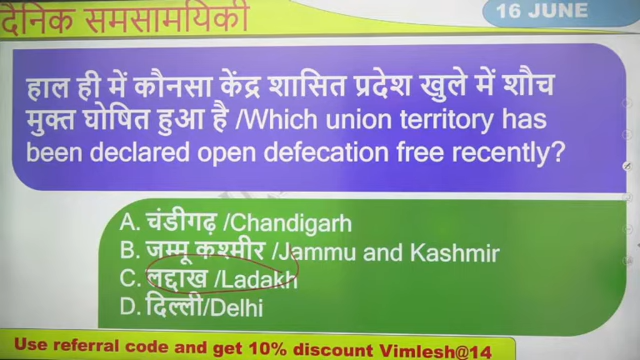 दैनिक समसामयिकी
16 JUNE
हाल ही में कौनसा केंद्र शासित प्रदेश खुले में शौच
मुक्त घोषित हुआ है /Which union territory has
been declared open defecation free recently?
A. चंडीगढ़ /Chandigarh
B. जम्मू कश्मीर /Jammu and Kashmir
C. लद्दाख /Ladakh
D. दिल्ली/Delhi
Use referral code and get 10% discount Vimlesh@14